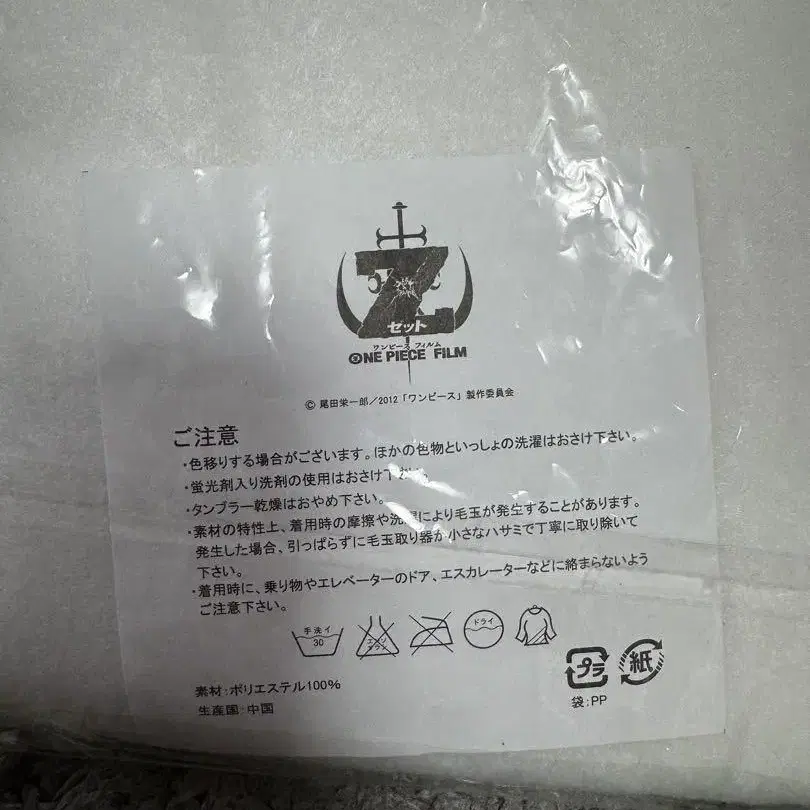 Z
セット
ワンピース フィルム
ONE PIECE FILM
© 尾田栄一郎／2012「ワンピース」製作委員会
ご注意
・色移りする場合がございます。ほかの色物といっしょの洗濯はおさけ下さい。
・蛍光剤入り洗剤の使用はおさけ下さい。
・タンブラー乾燥はおやめ下さい。
・素材の特性上、着用時の摩擦や洗濯により毛玉が発生することがあります。
発生した場合、引っぱらずに毛玉取り器か小さなハサミで丁寧に取り除いて
下さい。
・着用時に、乗り物やエレベーターのドア、エスカレーターなどに絡まらないよう
ご注意下さい。
手洗イ
30
エンソ
サラシ
ドライ
プラ
紙
袋：PP
素材：ポリエステル100%
生産国：中国